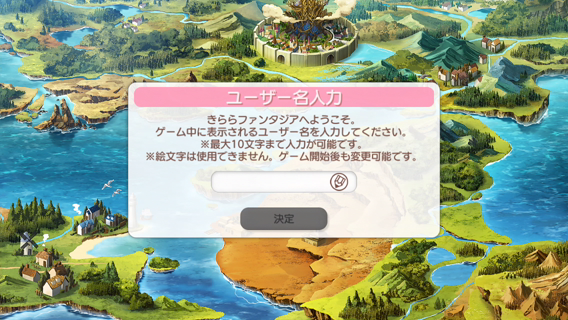 ユーザー名入力
きららファンタジアへようこそ。
ゲーム中に表示されるユーザー名を入力してください。
※最大10文字まで入力が可能です。
※絵文字は使用できません。ゲーム開始後も変更可能です。
決定